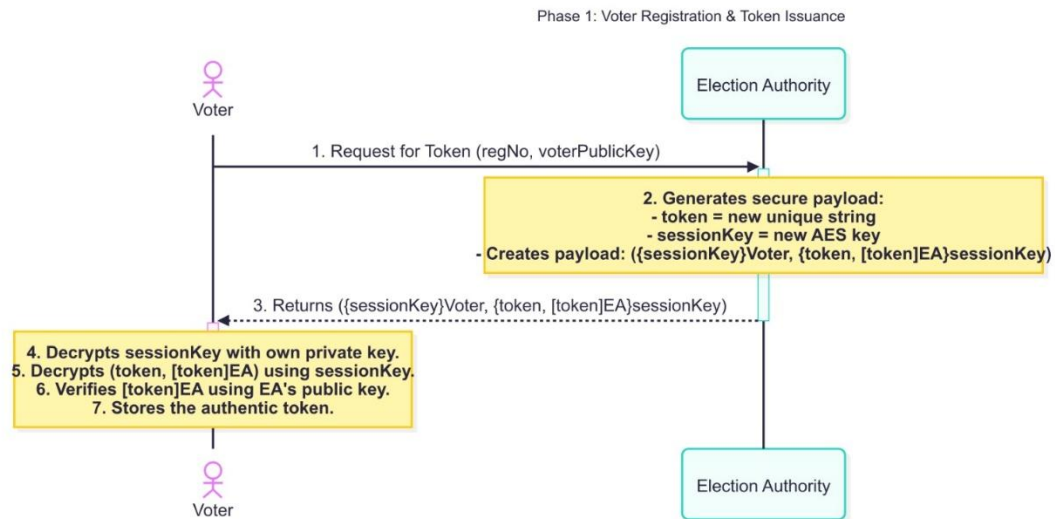 Phase 1: Voter Registration & Token Issuance
Voter
Election Authority
1. Request for Token (regNo, voterPublicKey)
2. Generates secure payload:
- token = new unique string
- sessionKey = new AES key
- Creates payload: ({sessionKey}Voter, {token, [token]EA}sessionKey)
3. Returns ({sessionKey}Voter, {token, [token]EA}sessionKey)
4. Decrypts sessionKey with own private key.
5. Decrypts (token, [token]EA) using sessionKey.
6. Verifies [token]EA using EA's public key.
7. Stores the authentic token.
Voter
Election Authority